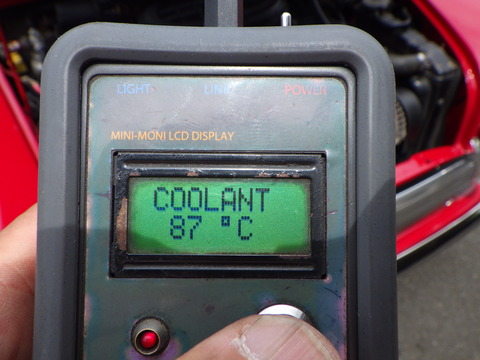 LIGHT LINK POWER
MINI-MONI LCD DISPLAY
COOLANT
87 °C